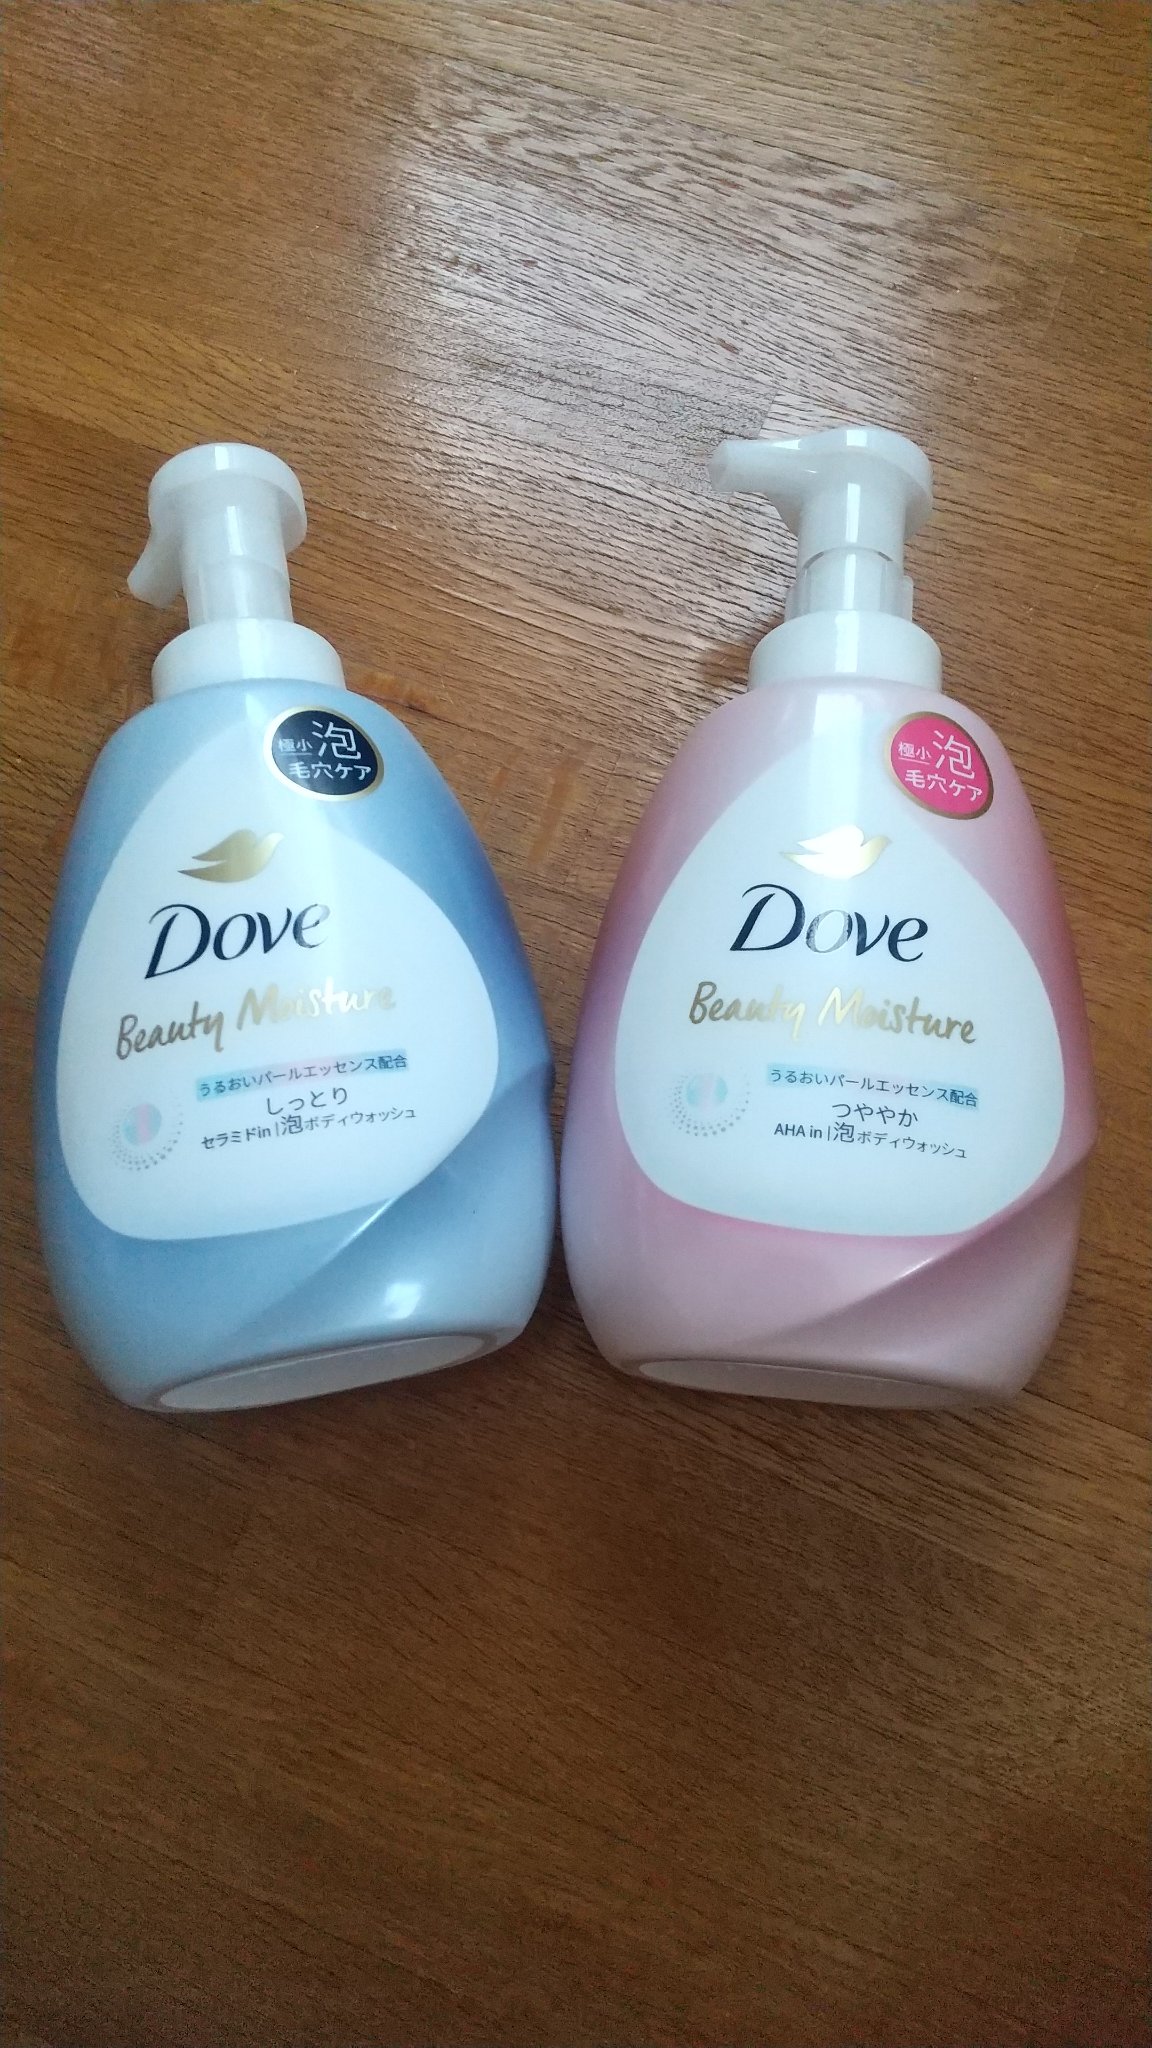 極小 泡
毛穴ケア
Dove
Beauty Moisture
うるおいパールエッセンス配合
しっとり
セラミドin | 泡ボディウォッシュ
極小 泡
毛穴ケア
Dove
Beauty Moisture
うるおいパールエッセンス配合
つややか
AHA in | 泡ボディウォッシュ